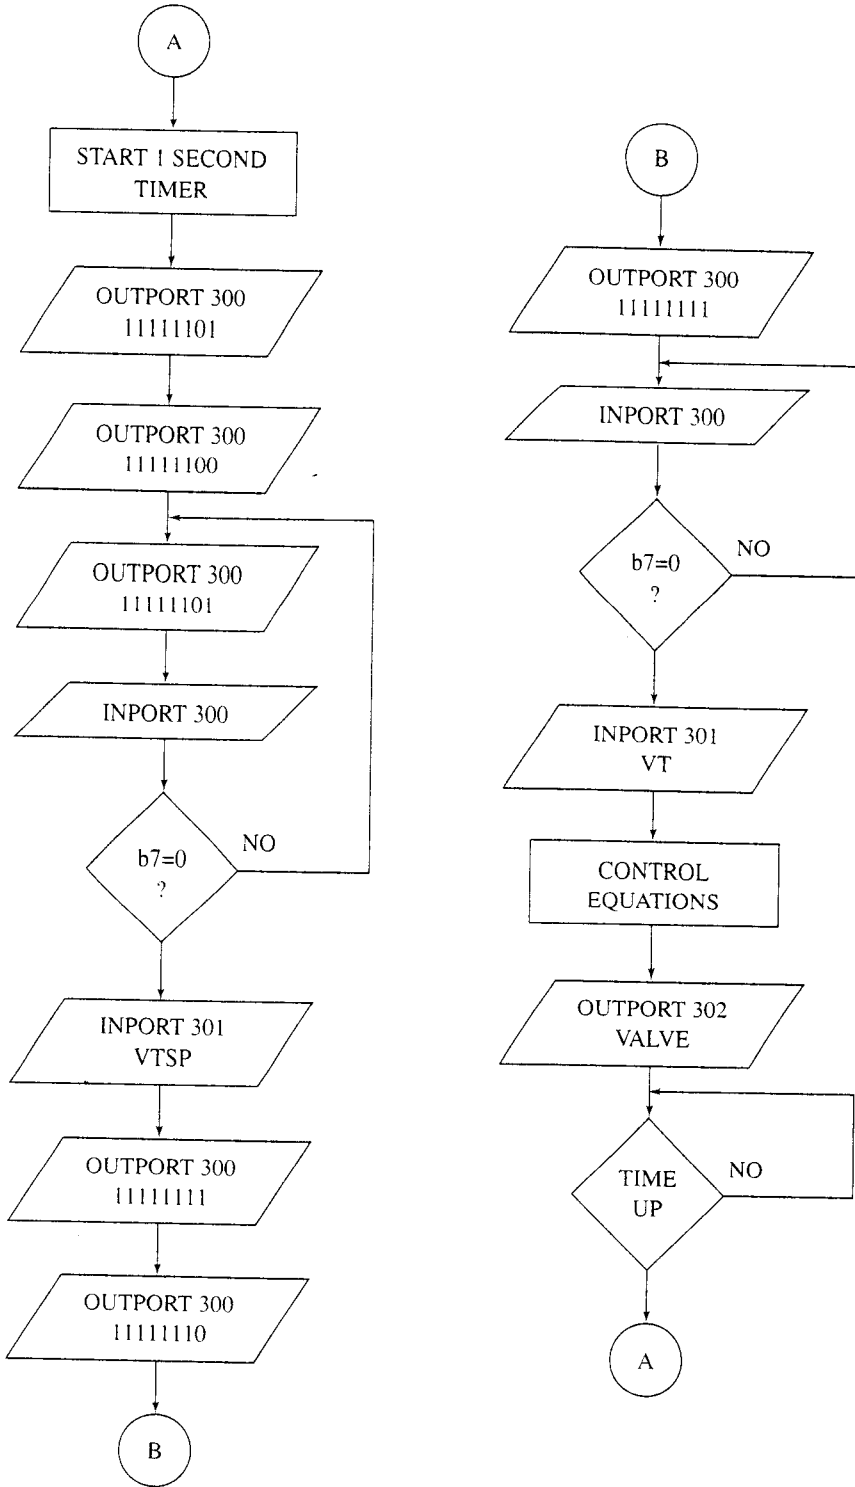 A
START 1 SECOND
TIMER
OUTPORT 300
11111101
OUTPORT 300
11111100
OUTPORT 300
11111101
INPORT 300
b7=0
?
NO
INPORT 301
VTSP
OUTPORT 300
11111111
OUTPORT 300
11111110
B
B
OUTPORT 300
11111111
INPORT 300
b7=0
?
NO
INPORT 301
VT
CONTROL
EQUATIONS
OUTPORT 302
VALVE
TIME
UP
NO
A